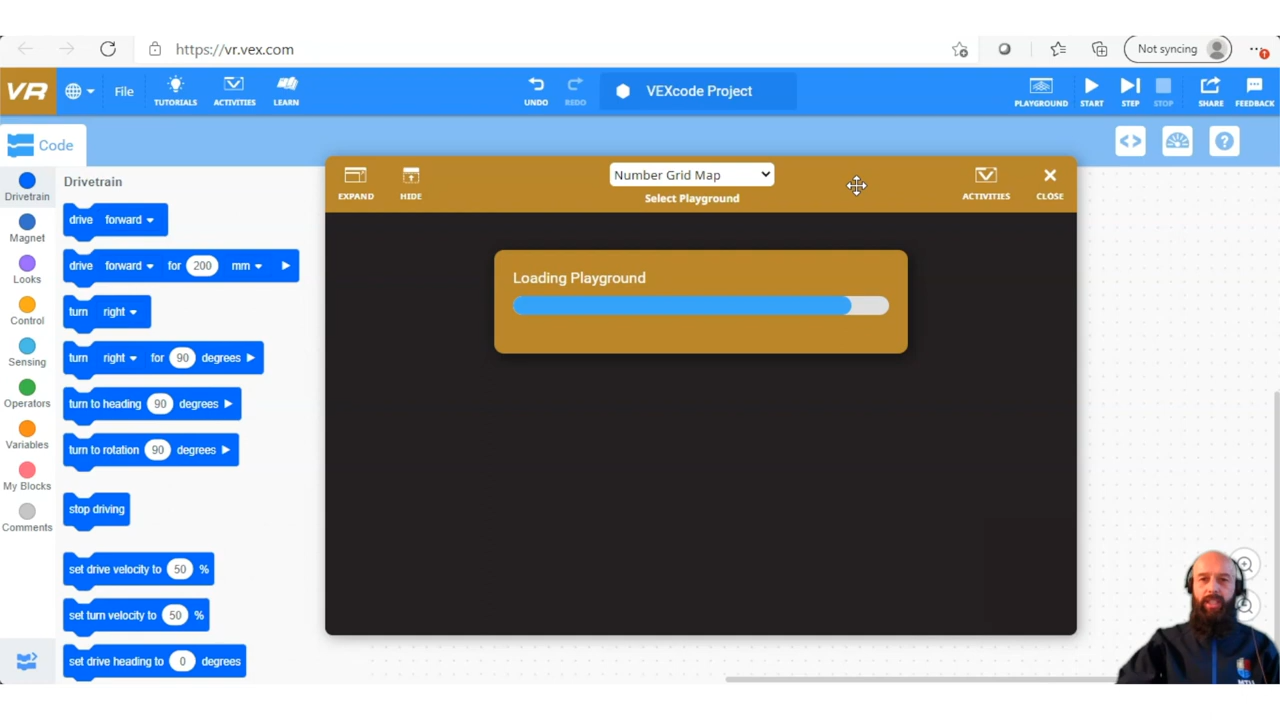 https://vr.vex.com
Not syncing
VR
File
TUTORIALS
ACTIVITIES
LEARN
UNDO
REDO
VEXcode Project
PLAYGROUND
START
STEP
STOP
SHARE
FEEDBACK
Code
Drivetrain
Magnet
Looks
Control
Sensing
Operators
Variables
My Blocks
Comments
Drivetrain
drive forward
drive forward for 200 mm
turn right
turn right for 90 degrees
turn to heading 90 degrees
turn to rotation 90 degrees
stop driving
set drive velocity to 50 %
set turn velocity to 50 %
set drive heading to 0 degrees
EXPAND
HIDE
Number Grid Map
Select Playground
ACTIVITIES
CLOSE
Loading Playground
MTU